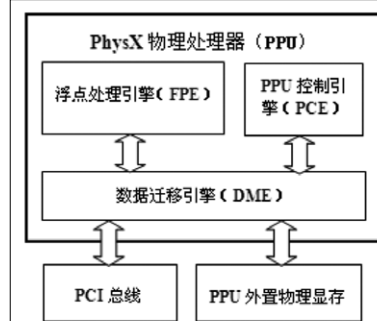 PhysX 物理处理器（PPU）
浮点处理引擎（FPE）
PPU 控制引
擎（PCE）
数据迁移引擎（DME）
PCI 总线
PPU 外置物理显存